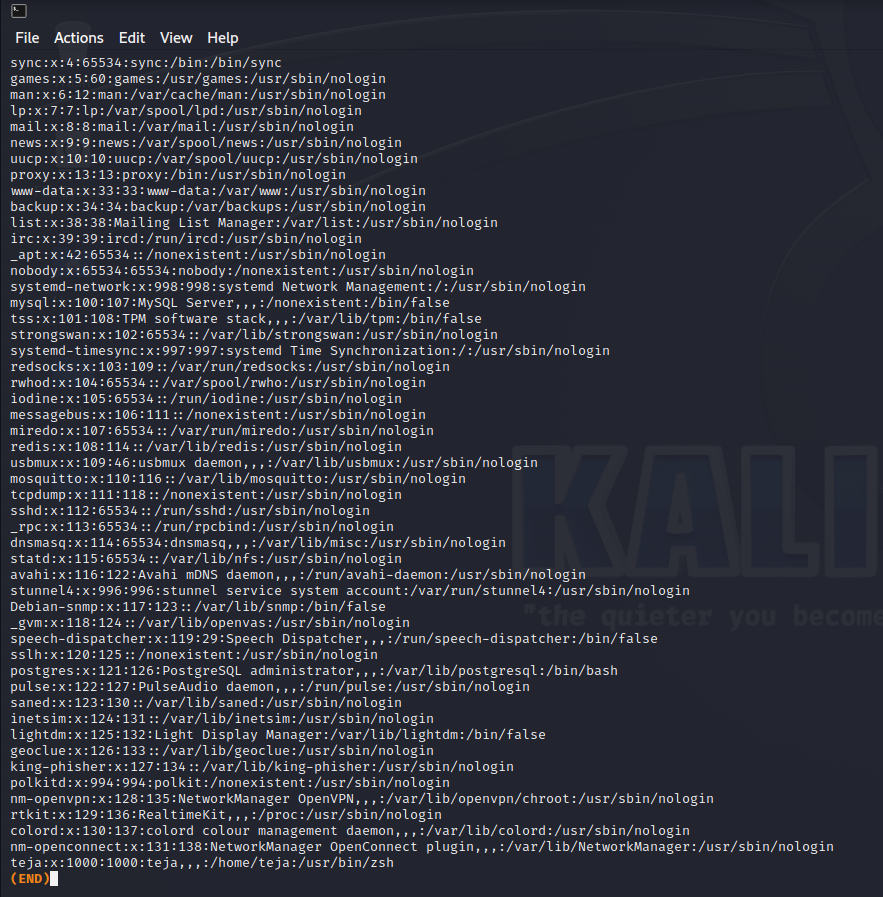 File Actions Edit View Help
sync:x:4:65534:sync:/bin:/bin/sync
games:x:5:60:games:/usr/games:/usr/sbin/nologin
man:x:6:12:man:/var/cache/man:/usr/sbin/nologin
lp:x:7:7:lp:/var/spool/lpd:/usr/sbin/nologin
mail:x:8:8:mail:/var/mail:/usr/sbin/nologin
news:x:9:9:news:/var/spool/news:/usr/sbin/nologin
uucp:x:10:10:uucp:/var/spool/uucp:/usr/sbin/nologin
proxy:x:13:13:proxy:/bin:/usr/sbin/nologin
www-data:x:33:33:www-data:/var/www:/usr/sbin/nologin
backup:x:34:34:backup:/var/backups:/usr/sbin/nologin
list:x:38:38:Mailing List Manager:/var/list:/usr/sbin/nologin
irc:x:39:39:ircd:/run/ircd:/usr/sbin/nologin
_apt:x:42:65534::/nonexistent:/usr/sbin/nologin
nobody:x:65534:65534:nobody:/nonexistent:/usr/sbin/nologin
systemd-network:x:998:998:systemd Network Management:/:/usr/sbin/nologin
mysql:x:100:107:MySQL Server,,,:/nonexistent:/bin/false
tss:x:101:108:TPM software stack,,,:/var/lib/tpm:/bin/false
strongswan:x:102:65534::/var/lib/strongswan:/usr/sbin/nologin
systemd-timesync:x:997:997:systemd Time Synchronization:/:/usr/sbin/nologin
redsocks:x:103:109::/var/run/redsocks:/usr/sbin/nologin
rwhod:x:104:65534::/var/spool/rwho:/usr/sbin/nologin
iodine:x:105:65534::/run/iodine:/usr/sbin/nologin
messagebus:x:106:111::/nonexistent:/usr/sbin/nologin
miredo:x:107:65534::/var/run/miredo:/usr/sbin/nologin
redis:x:108:114::/var/lib/redis:/usr/sbin/nologin
usbmux:x:109:46:usbmux daemon,,,:/var/lib/usbmux:/usr/sbin/nologin
mosquitto:x:110:116::/var/lib/mosquitto:/usr/sbin/nologin
tcpdump:x:111:118::/nonexistent:/usr/sbin/nologin
sshd:x:112:65534::/run/sshd:/usr/sbin/nologin
_rpc:x:113:65534::/run/rpcbind:/usr/sbin/nologin
dnsmasq:x:114:65534:dnsmasq,,,:/var/lib/misc:/usr/sbin/nologin
statd:x:115:65534::/var/lib/nfs:/usr/sbin/nologin
avahi:x:116:122:Avahi mDNS daemon,,,:/run/avahi-daemon:/usr/sbin/nologin
stunnel4:x:996:996:stunnel service system account:/var/run/stunnel4:/usr/sbin/nologin
Debian-snmp:x:117:123::/var/lib/snmp:/bin/false
_gvm:x:118:124::/var/lib/openvas:/usr/sbin/nologin
speech-dispatcher:x:119:29:Speech Dispatcher,,,:/run/speech-dispatcher:/bin/false
sslh:x:120:125::/nonexistent:/usr/sbin/nologin
postgres:x:121:126:PostgreSQL administrator,,,:/var/lib/postgresql:/bin/bash
pulse:x:122:127:PulseAudio daemon,,,:/run/pulse:/usr/sbin/nologin
saned:x:123:130::/var/lib/saned:/usr/sbin/nologin
inetsim:x:124:131::/var/lib/inetsim:/usr/sbin/nologin
lightdm:x:125:132:Light Display Manager:/var/lib/lightdm:/bin/false
geoclue:x:126:133::/var/lib/geoclue:/usr/sbin/nologin
king-phisher:x:127:134::/var/lib/king-phisher:/usr/sbin/nologin
polkitd:x:994:994:polkit:/nonexistent:/usr/sbin/nologin
nm-openvpn:x:128:135:NetworkManager OpenVPN,,,:/var/lib/openvpn/chroot:/usr/sbin/nologin
rtkit:x:129:136:RealtimeKit,,,:/proc:/usr/sbin/nologin
colord:x:130:137:colord colour management daemon,,,:/var/lib/colord:/usr/sbin/nologin
nm-openconnect:x:131:138:NetworkManager OpenConnect plugin,,,:/var/lib/NetworkManager:/usr/sbin/nologin
teja:x:1000:1000:teja,,,:/home/teja:/usr/bin/zsh
(END)
KALI
"the quieter you become